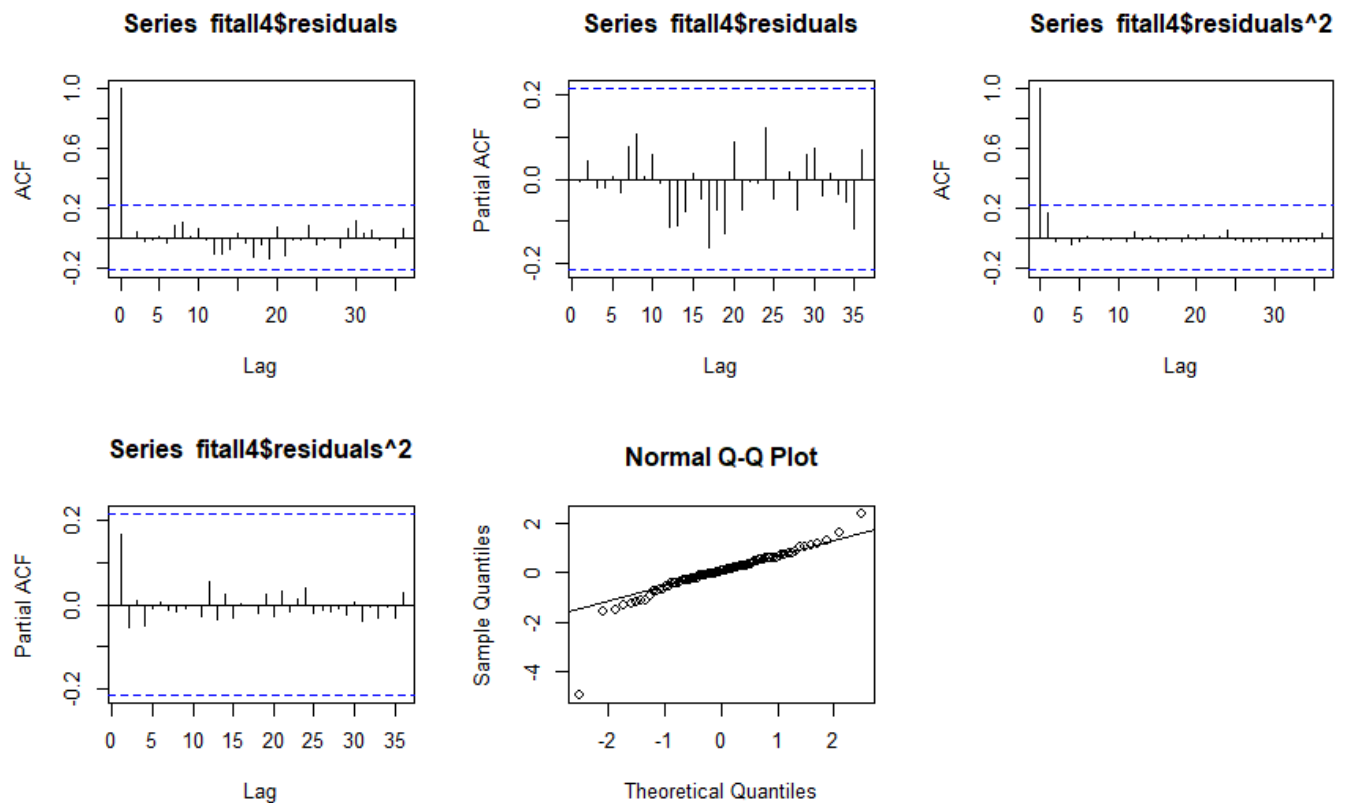 Series fitall4$residuals
ACF
1.0
0.6
0.2
-0.2
0 5 10 20 30
Lag
Series fitall4$residuals
Partial ACF
0.2
0.0
-0.2
0 5 10 15 20 25 30 35
Lag
Series fitall4$residuals^2
ACF
1.0
0.6
0.2
-0.2
0 5 10 20 30
Lag
Series fitall4$residuals^2
Partial ACF
0.2
0.0
-0.2
0 5 10 15 20 25 30 35
Lag
Normal Q-Q Plot
Sample Quantiles
2
0
-2
-4
-2 -1 0 1 2
Theoretical Quantiles